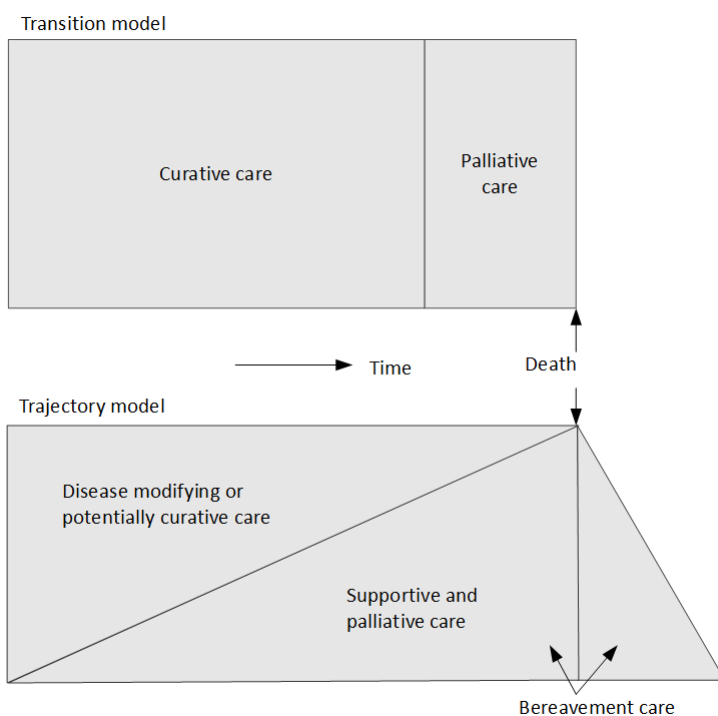 Transition model
Curative care
Palliative
care
Time
Death
Trajectory model
Disease modifying or
potentially curative care
Supportive and
palliative care
Bereavement care